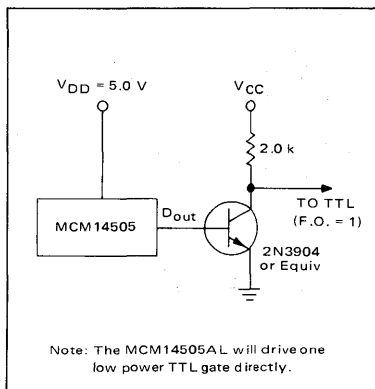 V_DD = 5.0 V
V_CC
2.0 k
TO TTL
(F.O. = 1)
MCM14505
D_out
2N3904
or Equiv
Note: The MCM14505AL will drive one
low power TTL gate directly.